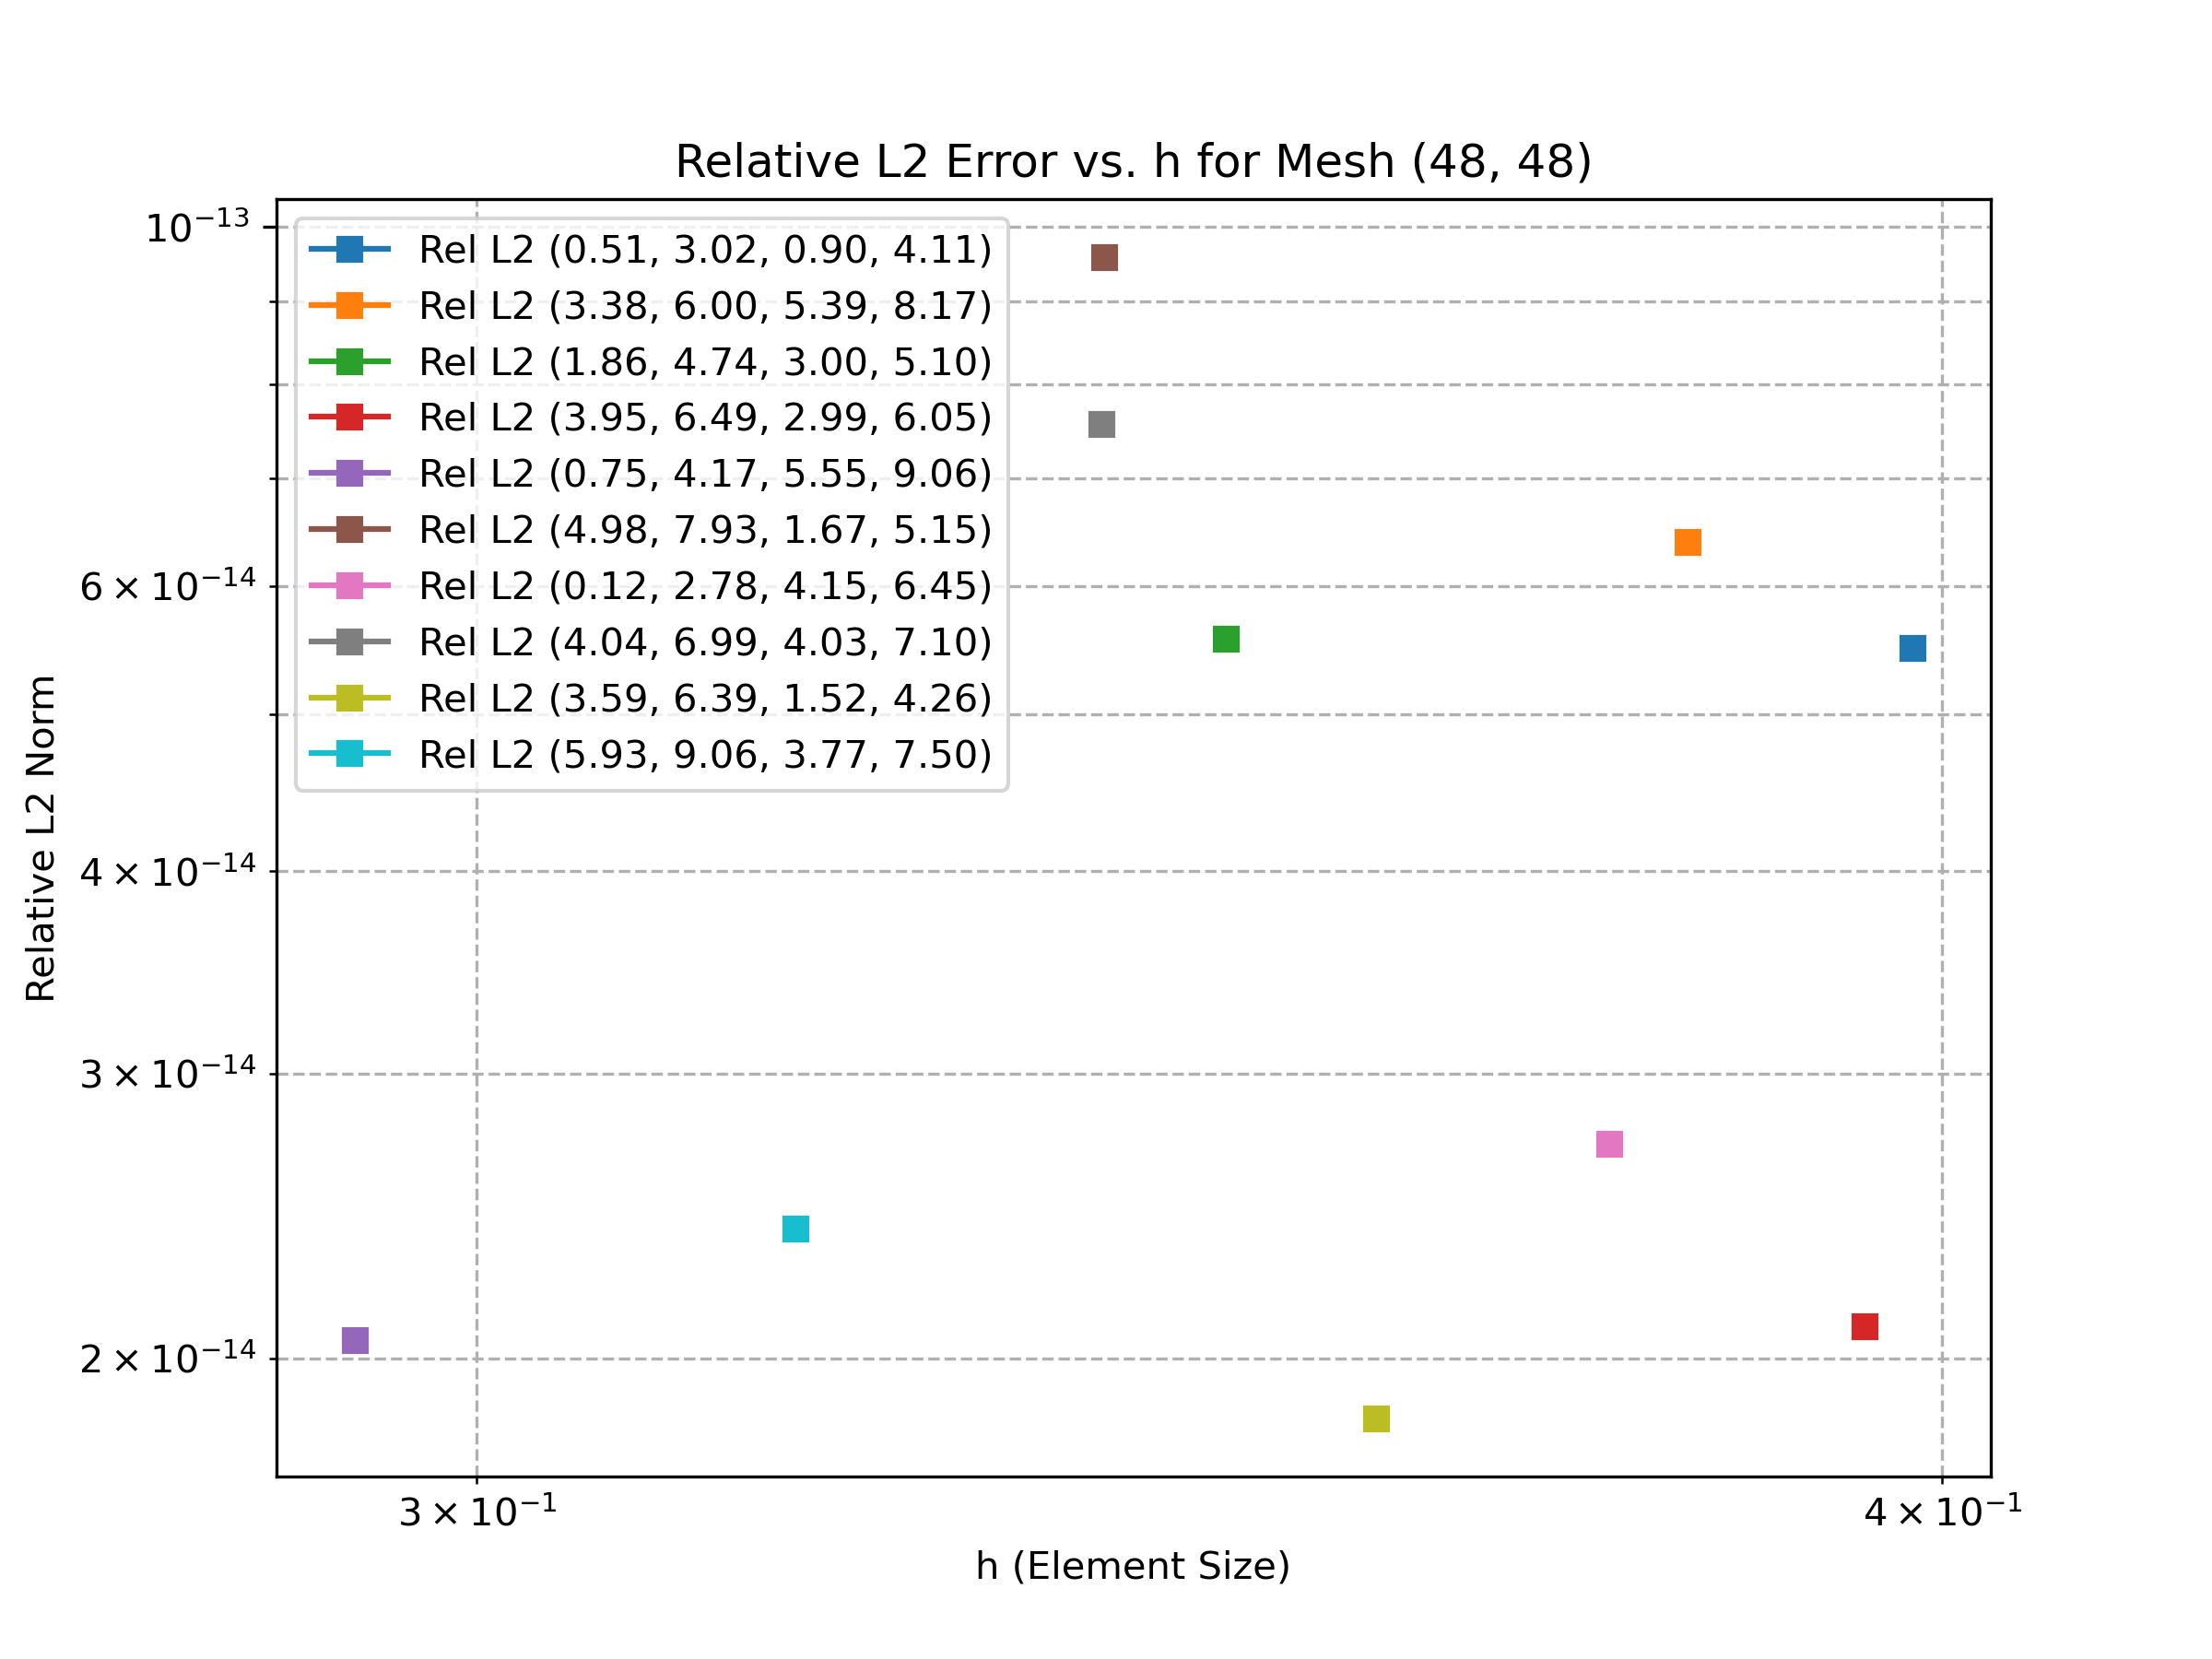 Relative L2 Error vs. h for Mesh (48, 48)
10⁻¹³
6 × 10⁻¹⁴
4 × 10⁻¹⁴
3 × 10⁻¹⁴
2 × 10⁻¹⁴
Relative L2 Norm
Rel L2 (0.51, 3.02, 0.90, 4.11)
Rel L2 (3.38, 6.00, 5.39, 8.17)
Rel L2 (1.86, 4.74, 3.00, 5.10)
Rel L2 (3.95, 6.49, 2.99, 6.05)
Rel L2 (0.75, 4.17, 5.55, 9.06)
Rel L2 (4.98, 7.93, 1.67, 5.15)
Rel L2 (0.12, 2.78, 4.15, 6.45)
Rel L2 (4.04, 6.99, 4.03, 7.10)
Rel L2 (3.59, 6.39, 1.52, 4.26)
Rel L2 (5.93, 9.06, 3.77, 7.50)
3 × 10⁻¹
4 × 10⁻¹
h (Element Size)